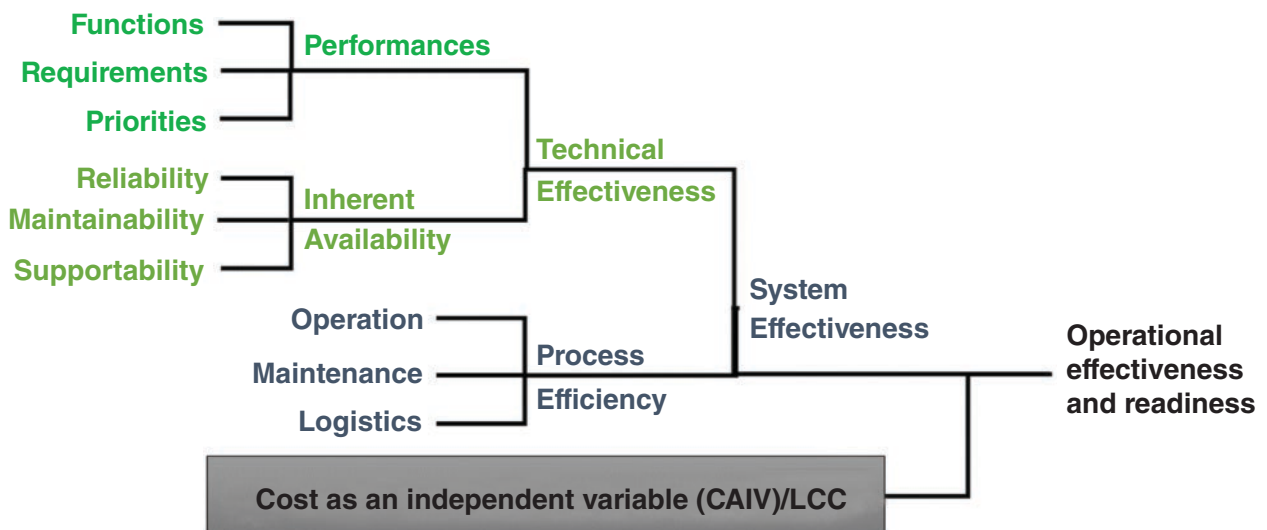 Functions
Performances
Requirements
Priorities
Technical
Effectiveness
Reliability
Inherent
Maintainability
Availability
Supportability
System
Effectiveness
Operation
Process
Maintenance
Efficiency
Logistics
Operational
effectiveness
and readiness
Cost as an independent variable (CAIV)/LCC